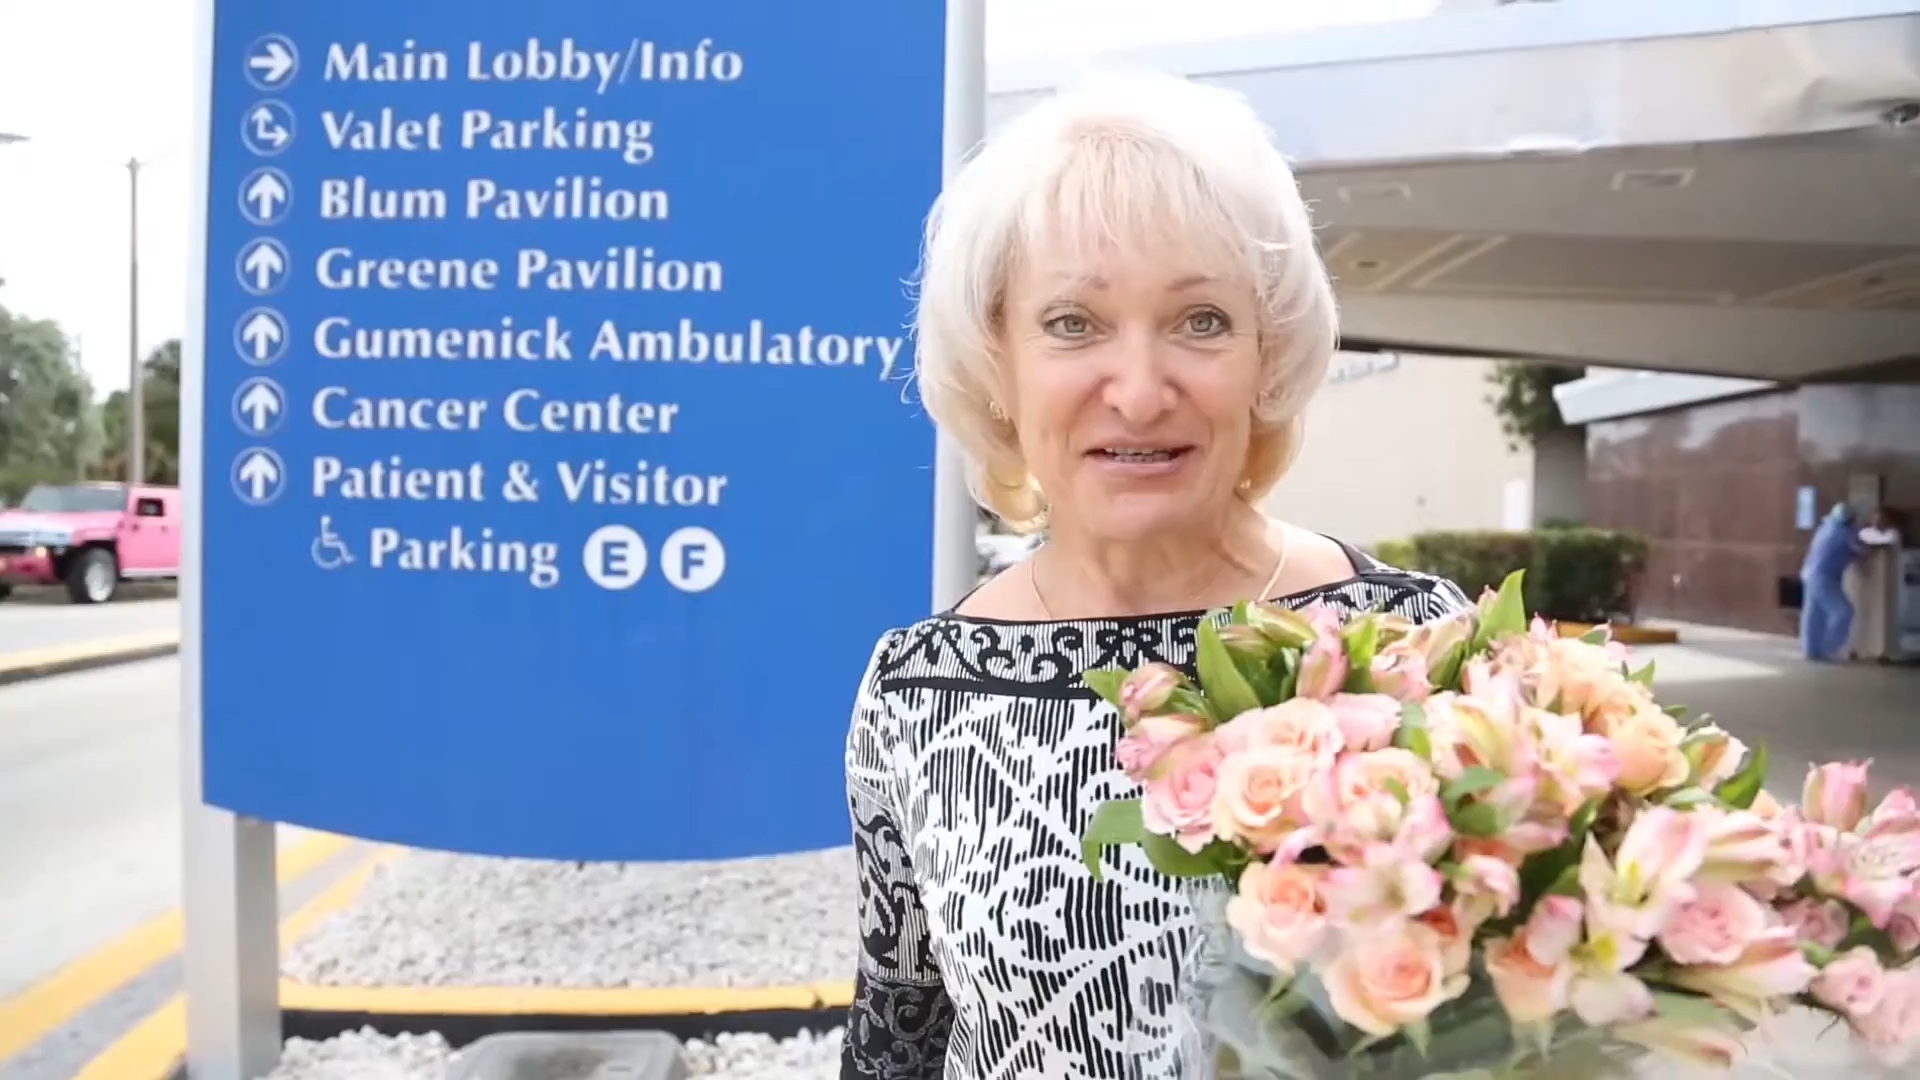 Main Lobby/Info
Valet Parking
Blum Pavilion
Greene Pavilion
Gumenick Ambulatory
Cancer Center
Patient & Visitor
Parking E F